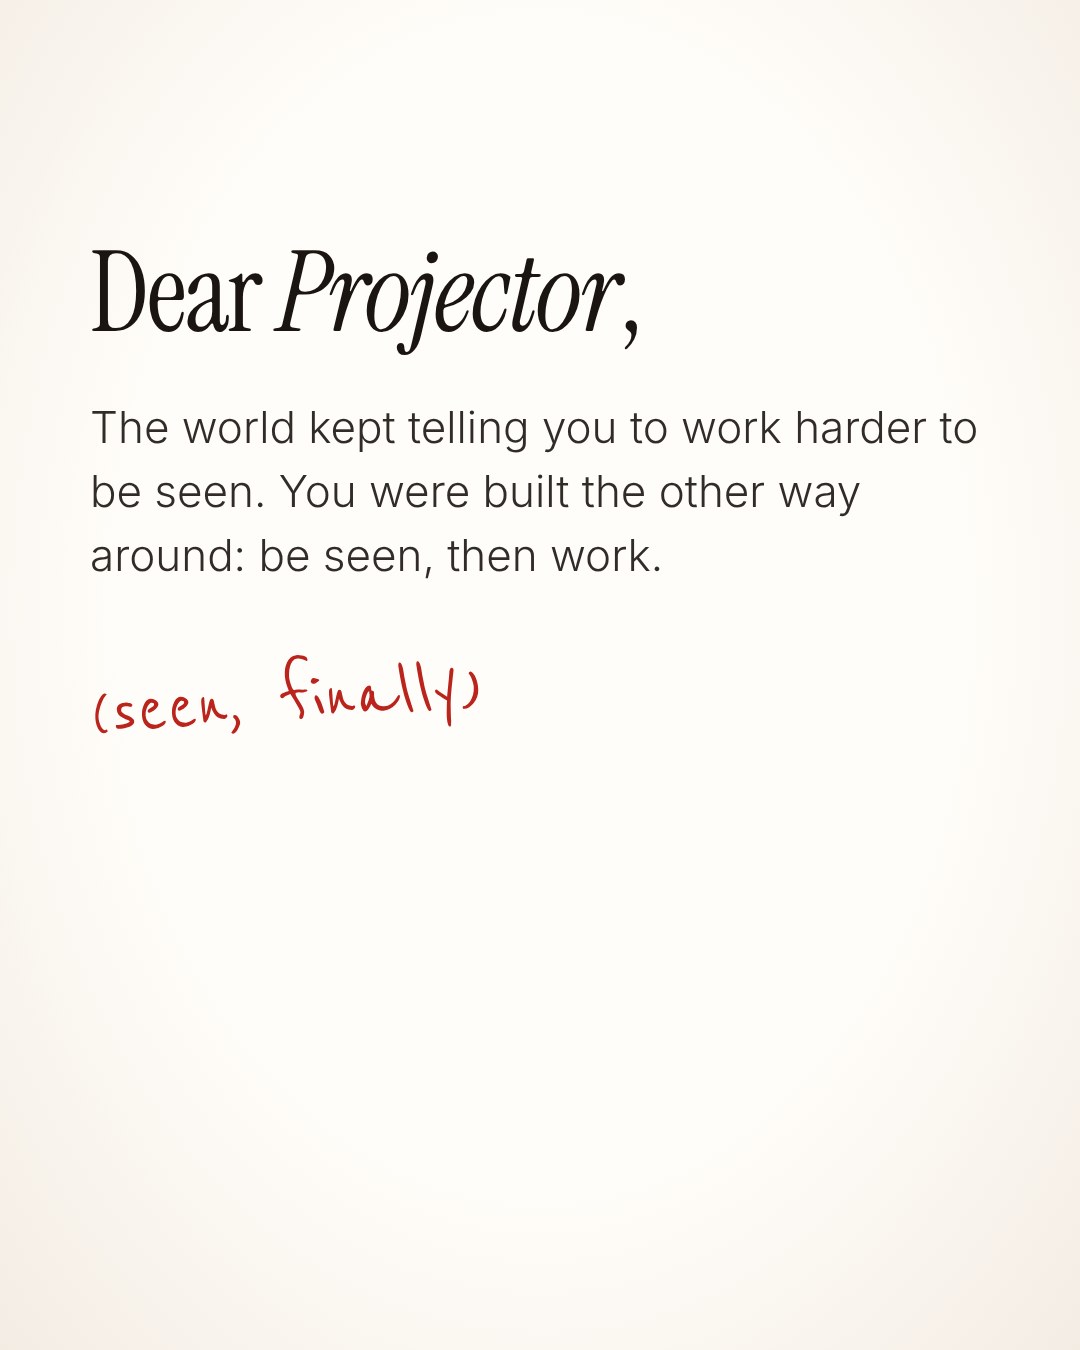 Dear Projector,
The world kept telling you to work harder to
be seen. You were built the other way
around: be seen, then work.
(seen, finally)